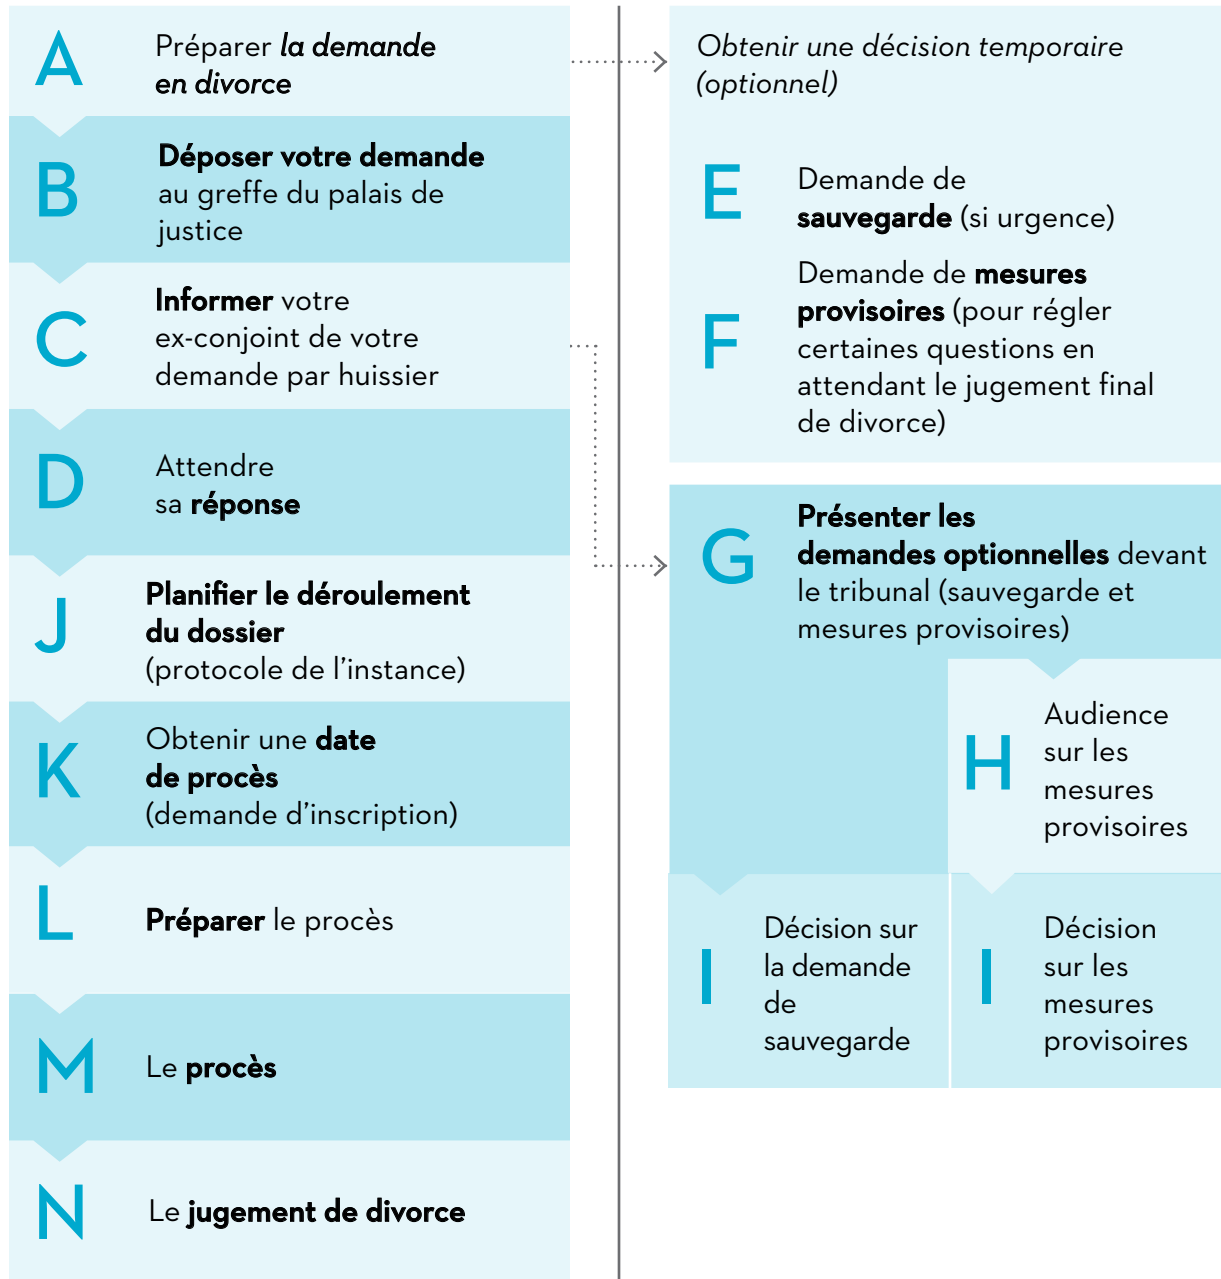 A
Préparer la demande
en divorce
B
Déposer votre demande
au greffe du palais de
justice
C
Informer votre
ex-conjoint de votre
demande par huissier
D
Attendre
sa réponse
J
Planifier le déroulement
du dossier
(protocole de l’instance)
K
Obtenir une date
de procès
(demande d’inscription)
L
Préparer le procès
M
Le procès
N
Le jugement de divorce
Obtenir une décision temporaire
(optionnel)
E
Demande de
sauvegarde (si urgence)
F
Demande de mesures
provisoires (pour régler
certaines questions en
attendant le jugement final
de divorce)
G
Présenter les
demandes optionnelles devant
le tribunal (sauvegarde et
mesures provisoires)
H
Audience
sur les
mesures
provisoires
I
Décision sur
la demande
de
sauvegarde
I
Décision
sur les
mesures
provisoires